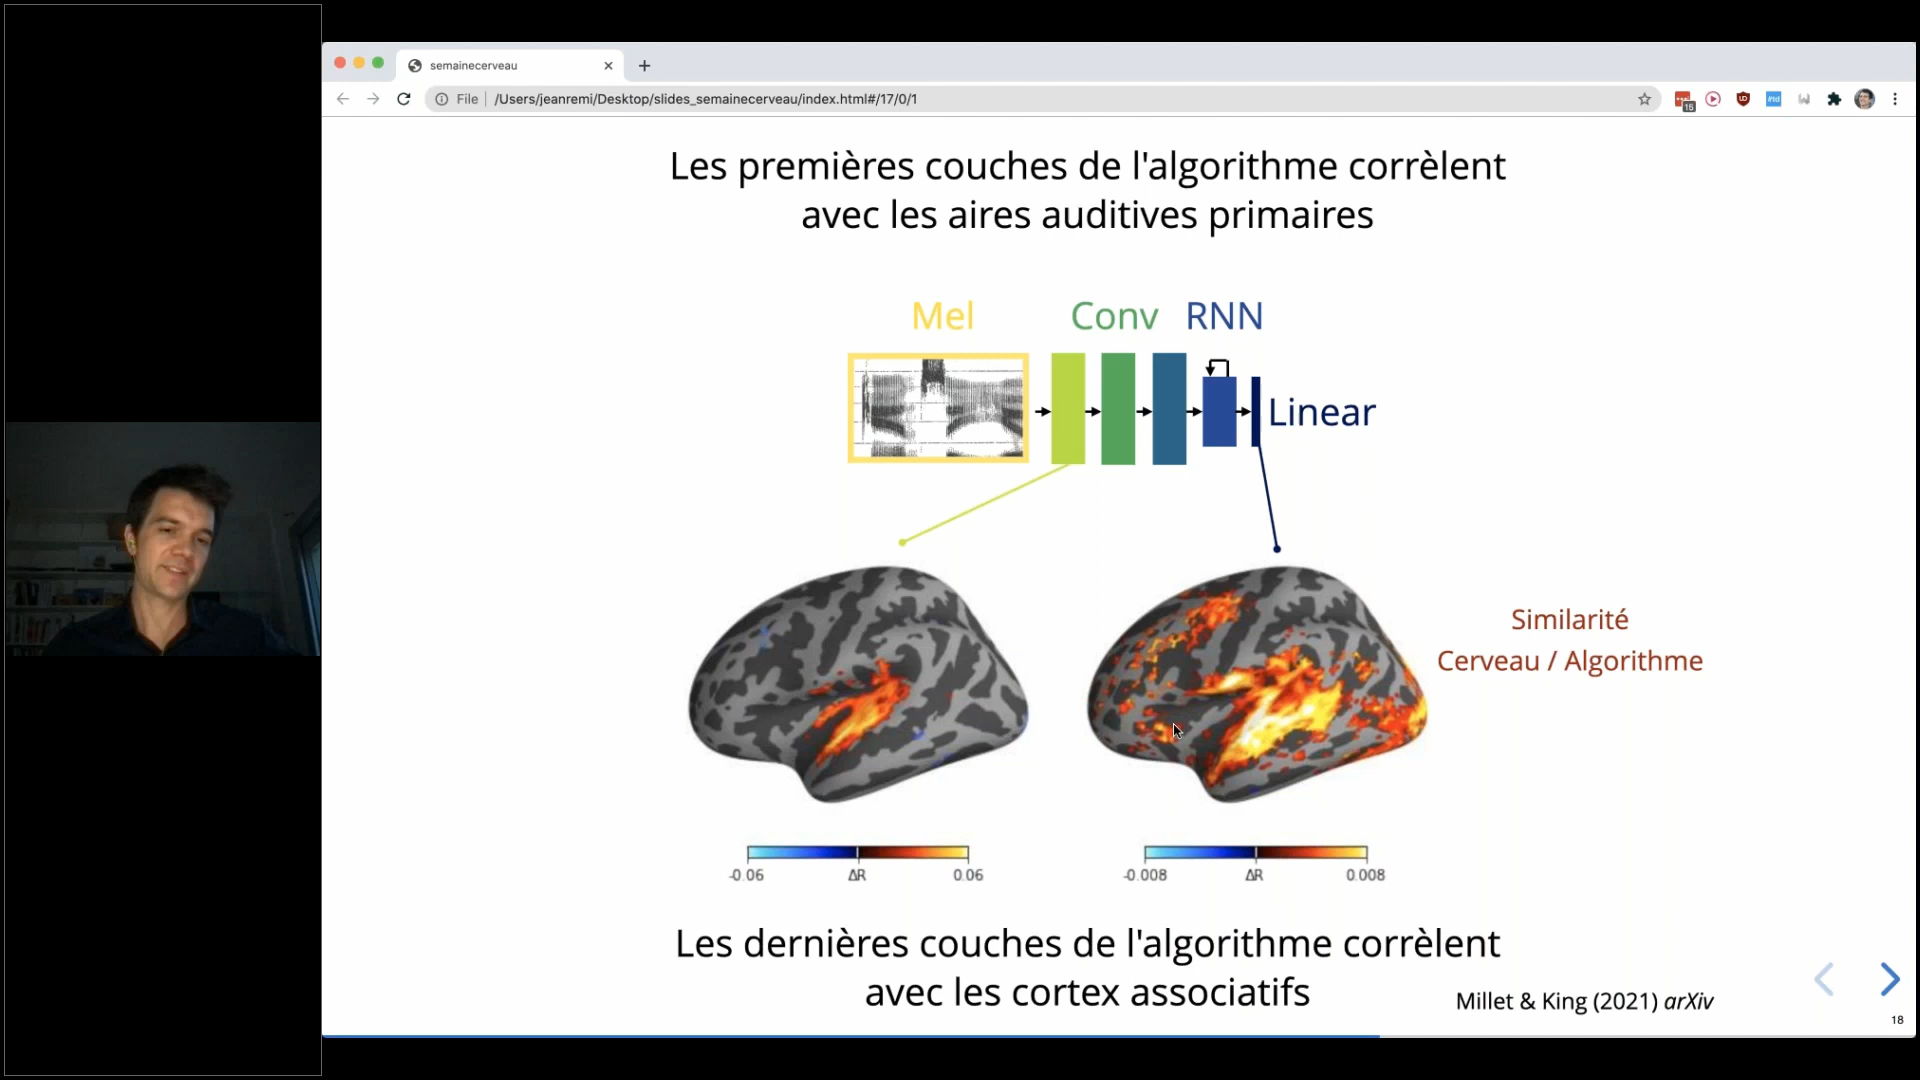 semainecerveau
File
/Users/jeanremi/Desktop/slides_semainecerveau/index.html#/17/0/1
15
Les premières couches de l'algorithme corrèlent
avec les aires auditives primaires
Mel
Conv
RNN
Linear
Similarité
Cerveau / Algorithme
-0.06
ΔR
0.06
-0.008
ΔR
0.008
Les dernières couches de l'algorithme corrèlent
avec les cortex associatifs
Millet & King (2021) arXiv
18